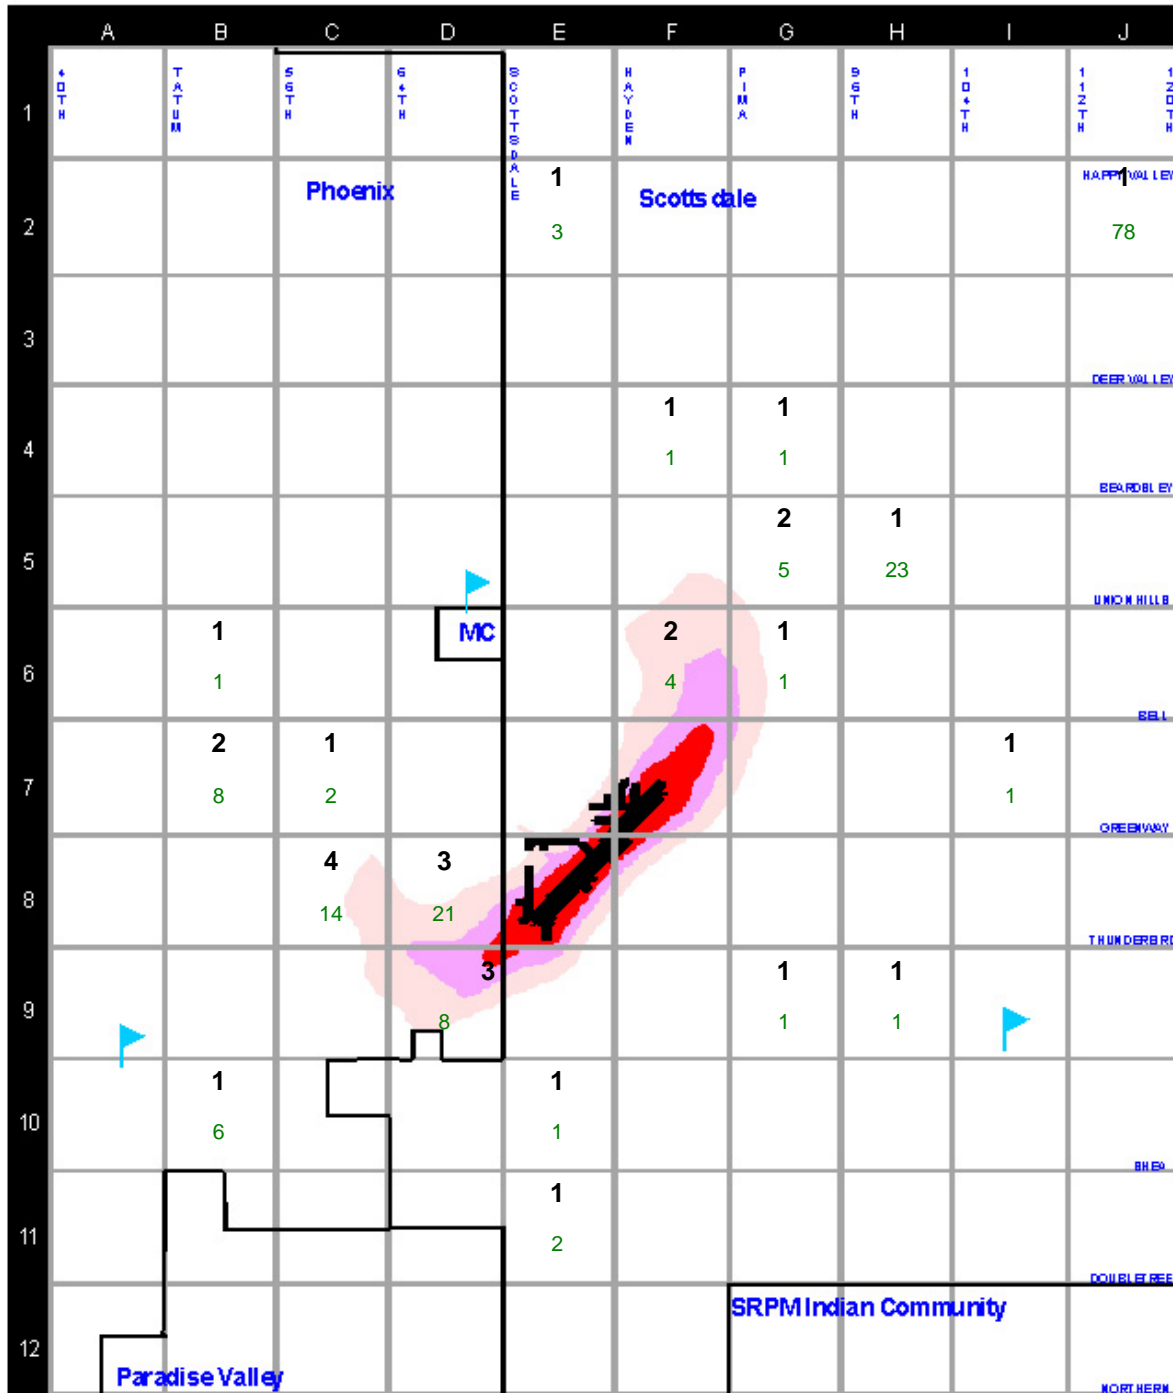 A B C D E F G H I J
1 40TH TATUM 56TH 64TH SCOTTSDALE HAYDEN PIMA 96TH 104TH 112TH 120TH
Phoenix 1 Scottsdale HAPPY VALLEY 1
2 3 78
3
DEER VALLEY
1 1
4 1 1
BEARDSLEY
2 1
5 5 23
UNION HILLS
1 MC 2 1
6 1 4 1
BELL
2 1 1
7 8 2 1
GREENWAY
4 3
8 14 21
THUNDERBIRD
3 1 1
9 8 1 1
1 1
10 6 1
SHEA
1
11 2
DOUBLETREE
SRPM Indian Community
12
Paradise Valley
NORTHERN